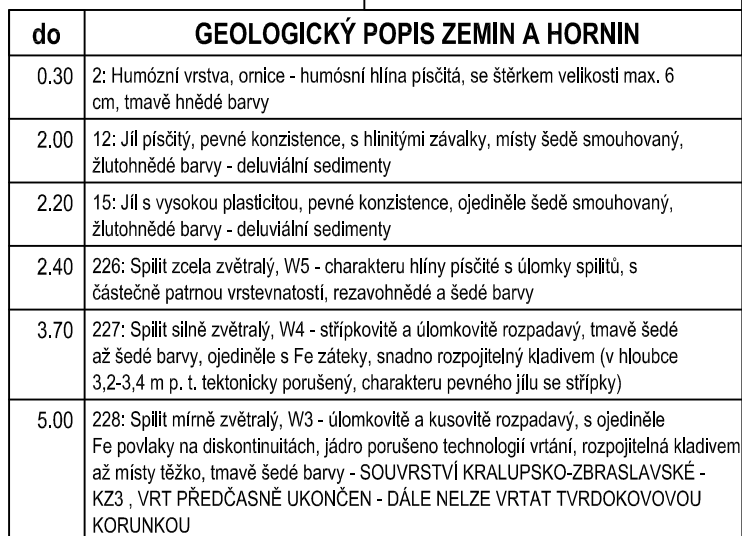 do GEOLOGICKÝ POPIS ZEMIN A HORNIN
0.30 2: Humózní vrstva, ornice - humósní hlína písčitá, se štěrkem velikosti max. 6
cm, tmavě hnědé barvy
2.00 12: Jíl písčitý, pevné konzistence, s hlinitými závalky, místy šedě smouhovaný,
žlutohnědé barvy - deluviální sedimenty
2.20 15: Jíl s vysokou plasticitou, pevné konzistence, ojediněle šedě smouhovaný,
žlutohnědé barvy - deluviální sedimenty
2.40 226: Spilit zcela zvětralý, W5 - charakteru hlíny písčité s úlomky spilitů, s
částečně patrnou vrstevnatostí, rezavohnědé a šedé barvy
3.70 227: Spilit silně zvětralý, W4 - střípkovitě a úlomkovitě rozpadavý, tmavě šedé
až šedé barvy, ojediněle s Fe záteky, snadno rozpojitelný kladivem (v hloubce
3,2-3,4 m p. t. tektonicky porušený, charakteru pevného jílu se střípky)
5.00 228: Spilit mírně zvětralý, W3 - úlomkovitě a kusovitě rozpadavý, s ojediněle
Fe povlaky na diskontinuitách, jádro porušeno technologií vrtání, rozpojitelná kladivem
až místy těžko, tmavě šedé barvy - SOUVRSTVÍ KRALUPSKO-ZBRASLAVSKÉ -
KZ3 , VRT PŘEDČASNĚ UKONČEN - DÁLE NELZE VRTAT TVRDOKOVOVOU
KORUNKOU